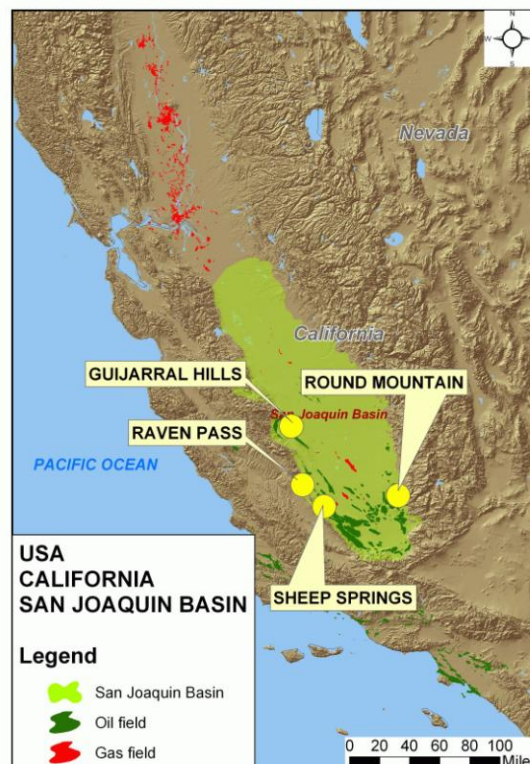 N
W
E
S
Nevada
California
GUIJARRAL HILLS
ROUND MOUNTAIN
San Joaquin Basin
RAVEN PASS
PACIFIC OCEAN
SHEEP SPRINGS
USA
CALIFORNIA
SAN JOAQUIN BASIN
Legend
San Joaquin Basin
Oil field
Gas field
0 20 40 60 80 100
Mile